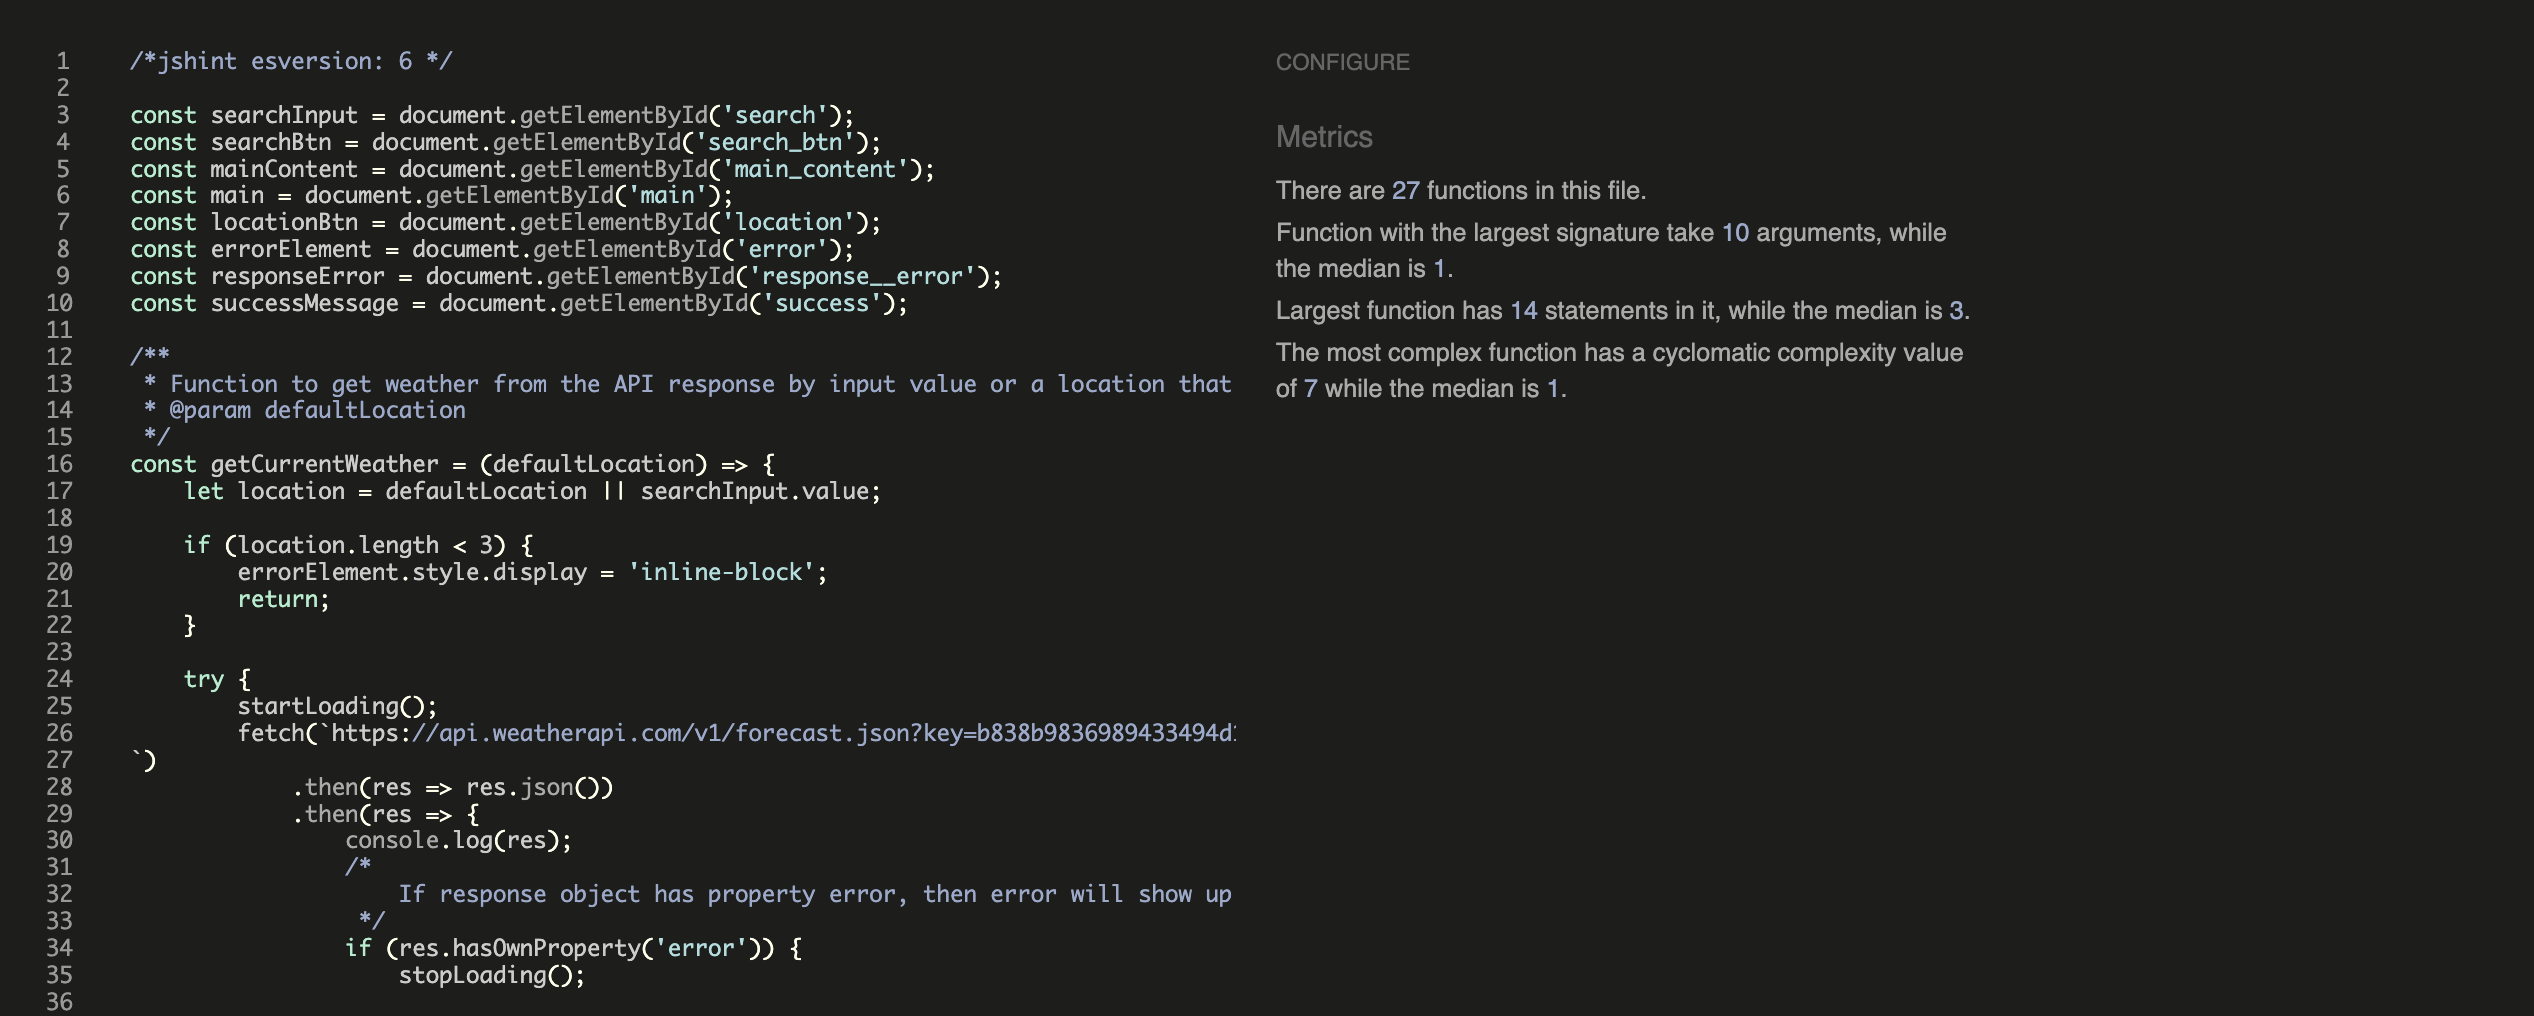 1 /*jshint esversion: 6 */
2
3 const searchInput = document.getElementById('search');
4 const searchBtn = document.getElementById('search_btn');
5 const mainContent = document.getElementById('main_content');
6 const main = document.getElementById('main');
7 const locationBtn = document.getElementById('location');
8 const errorElement = document.getElementById('error');
9 const responseError = document.getElementById('response__error');
10 const successMessage = document.getElementById('success');
11
12 /**
13 * Function to get weather from the API response by input value or a location that
14 * @param defaultLocation
15 */
16 const getCurrentWeather = (defaultLocation) => {
17 let location = defaultLocation || searchInput.value;
18
19 if (location.length < 3) {
20 errorElement.style.display = 'inline-block';
21 return;
22 }
23
24 try {
25 startLoading();
26 fetch(`https://api.weatherapi.com/v1/forecast.json?key=b838b9836989433494d
27 `)
28 .then(res => res.json())
29 .then(res => {
30 console.log(res);
31 /*
32 If response object has property error, then error will show up
33 */
34 if (res.hasOwnProperty('error')) {
35 stopLoading();
36
CONFIGURE
Metrics
There are 27 functions in this file.
Function with the largest signature take 10 arguments, while
the median is 1.
Largest function has 14 statements in it, while the median is 3.
The most complex function has a cyclomatic complexity value
of 7 while the median is 1.